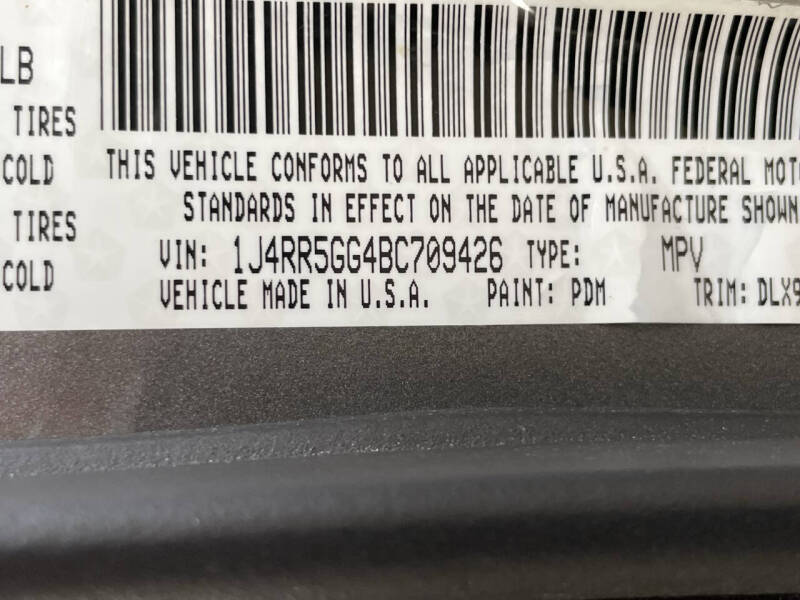 LB
TIRES
COLD
TIRES
COLD
THIS VEHICLE CONFORMS TO ALL APPLICABLE U.S.A. FEDERAL MOTO
STANDARDS IN EFFECT ON THE DATE OF MANUFACTURE SHOWN
VIN: 1J4RR5GG4BC709426 TYPE: MPV
VEHICLE MADE IN U.S.A. PAINT: PDM TRIM: DLX9